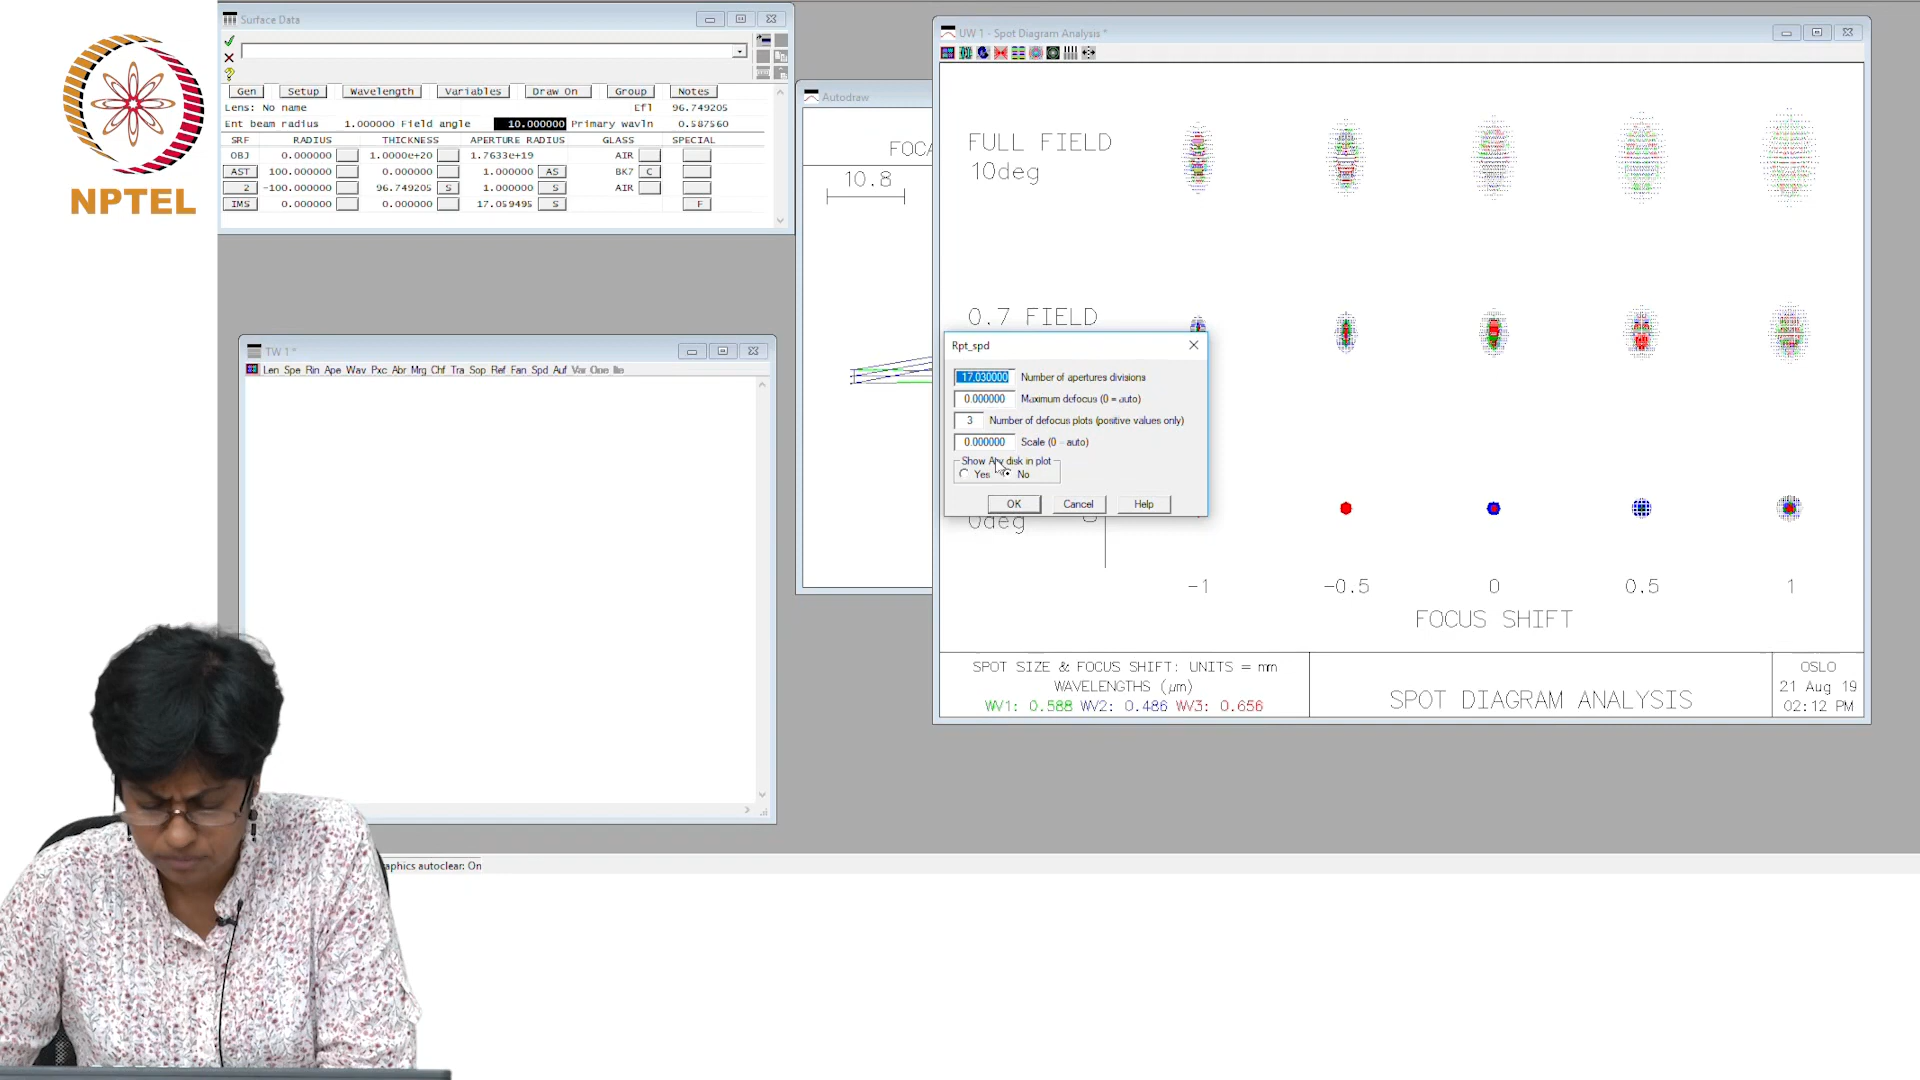 NPTEL
Surface Data
Gen Setup Wavelength Variables Draw On Group Notes
Lens: No name Efl 96.749205
Ent beam radius 1.000000 Field angle 10.000000 Primary wavln 0.587560
SRF RADIUS THICKNESS APERTURE RADIUS GLASS SPECIAL
OBJ 0.000000 1.0000e+20 1.7633e+19 AIR
AST 100.000000 0.000000 1.000000 AS BK7 C
2 -100.000000 96.749205 S 1.000000 S AIR
IMS 0.000000 0.000000 17.059495 S F
TW 1 *
Len Spe Rin Ape Wav Pxc Abr Mrg Chf Tra Sop Ref Fan Spd Auf Var Ope Ite
aphics autoclear: On
Autodraw
FOCA
10.8
UW 1 - Spot Diagram Analysis *
FULL FIELD
10deg
0.7 FIELD
0deg
-1 -0.5 0 0.5 1
FOCUS SHIFT
SPOT SIZE & FOCUS SHIFT: UNITS = mm
WAVELENGTHS (µm)
WV1: 0.588 WV2: 0.486 WV3: 0.656
SPOT DIAGRAM ANALYSIS
OSLO
21 Aug 19
02:12 PM
Rpt_spd
17.030000 Number of apertures divisions
0.000000 Maximum defocus (0 = auto)
3 Number of defocus plots (positive values only)
0.000000 Scale (0 = auto)
Show Airy disk in plot
Yes No
OK Cancel Help